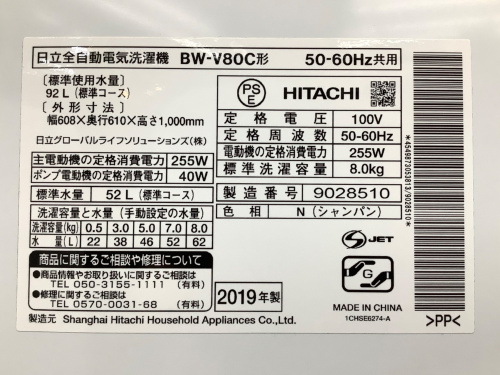 日立全自動電気洗濯機 BW-V80C形 50-60Hz共用
[標準使用水量]
92 L (標準コース)
[外形寸法]
幅608×奥行610×高さ1,000mm
日立グローバルライフソリューションズ(株)
主電動機の定格消費電力 255W
ポンプ電動機の定格消費電力 40W
標準水量 52 L (標準コース)
洗濯容量と水量 (手動設定の水量)
洗濯容量(kg) 0.5 3.0 5.0 7.0 8.0
水量(L) 22 38 46 52 62
商品に関するご相談や修理について
●商品情報やお取り扱いに関するご相談は
TEL 050-3155-1111 (有料)
●修理に関するご相談は
TEL 0570-0031-68 (有料)
製造元 Shanghai Hitachi Household Appliances Co.,Ltd.
PS
E
HITACHI
定格電圧 100V
定格周波数 50-60Hz
電動機の定格消費電力 255W
標準洗濯容量 8.0kg
製造番号 9028510
色相 N (シャンパン)
S JET
G
2019年製
MADE IN CHINA
1CHSE6274-A
>PP<